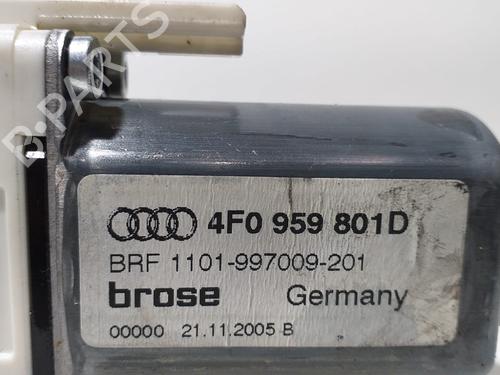 4F0 959 801D
BRF 1101-997009-201
brose Germany
00000 21.11.2005 B
B-PARTS